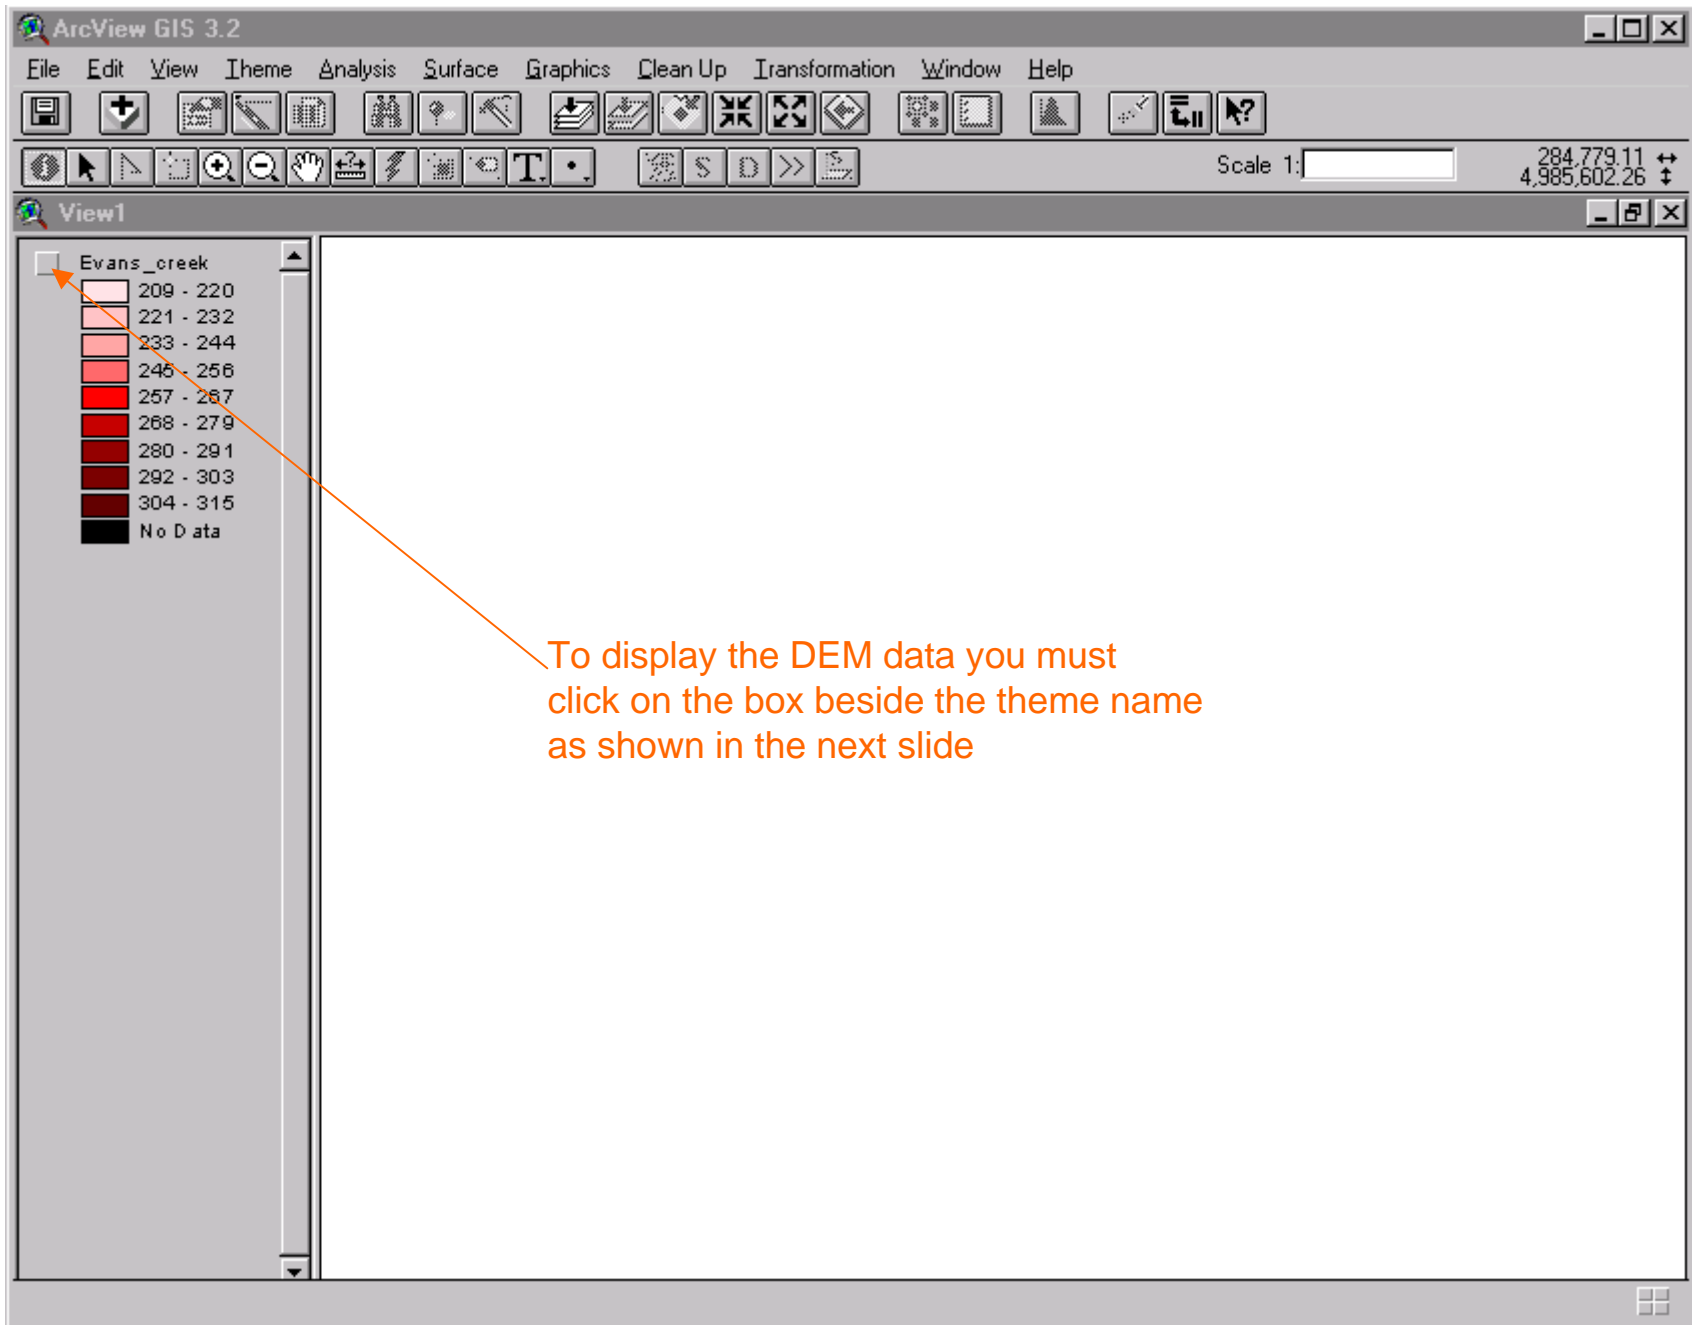 ArcView GIS 3.2
File Edit View Theme Analysis Surface Graphics Clean Up Transformation Window Help
T
S D >>
Scale 1:
284,779.11
4,985,602.26
View1
Evans_creek
209 - 220
221 - 232
233 - 244
245 - 256
257 - 267
268 - 279
280 - 291
292 - 303
304 - 315
No Data
To display the DEM data you must
click on the box beside the theme name
as shown in the next slide